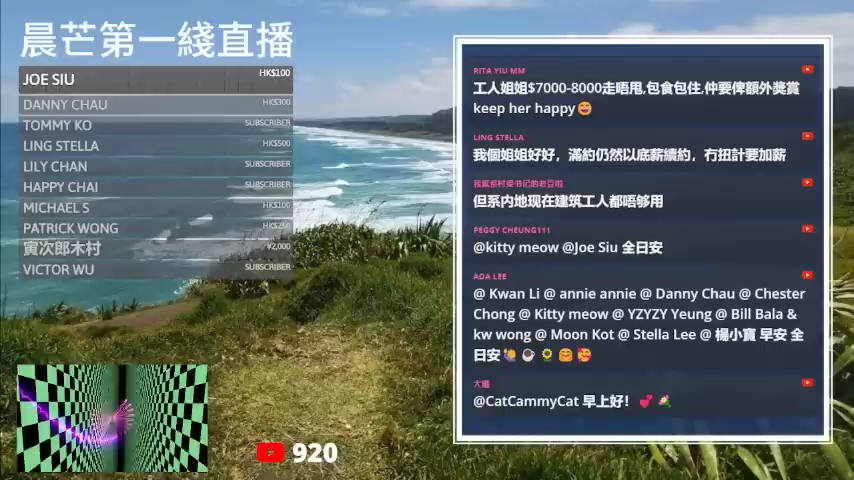 晨芒第一綫直播
JOE SIU HK$100
DANNY CHAU HK$300
TOMMY KO SUBSCRIBER
LING STELLA HK$500
LILY CHAN SUBSCRIBER
HAPPY CHAI SUBSCRIBER
MICHAEL S HK$100
PATRICK WONG
寅次郎木村 ¥2,000
VICTOR WU SUBSCRIBER
920
RITA YIU MM
工人姐姐$7000-8000走唔甩,包食包住,仲要俾額外獎賞
keep her happy😄
LING STELLA
我個姐姐好好，滿約仍然以底薪續約，冇扭計要加薪
但系内地现在建筑工人都唔够用
PEGGY CHEUNG111
@kitty meow @Joe Siu 全日安
ADA LEE
@ Kwan Li @ annie annie @ Danny Chau @ Chester
Chong @ Kitty meow @ YZYZY Yeung @ Bill Bala &
kw wong @ Moon Kot @ Stella Lee @ 楊小寶 早安 全
日安🙋☕🌻🤗🥰
@CatCammyCat 早上好！💕💐